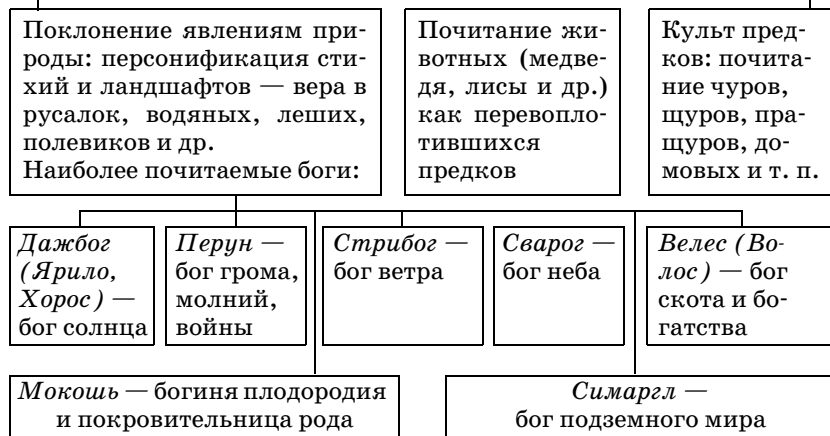 Поклонение явлениям при-
роды: персонификация сти-
хий и ландшафтов — вера в
русалок, водяных, леших,
полевиков и др.
Наиболее почитаемые боги:
Почитание жи-
вотных (медве-
дя, лисы и др.)
как перевопло-
тившихся
предков
Культ пред-
ков: почита-
ние чуров,
щуров, пра-
щуров, до-
мовых и т. п.
Дажбог
(Ярило,
Хорос) —
бог солнца
Перун —
бог грома,
молний,
войны
Стрибог —
бог ветра
Сварог —
бог неба
Велес (Во-
лос) — бог
скота и бо-
гатства
Мокошь — богиня плодородия
и покровительница рода
Симаргл —
бог подземного мира